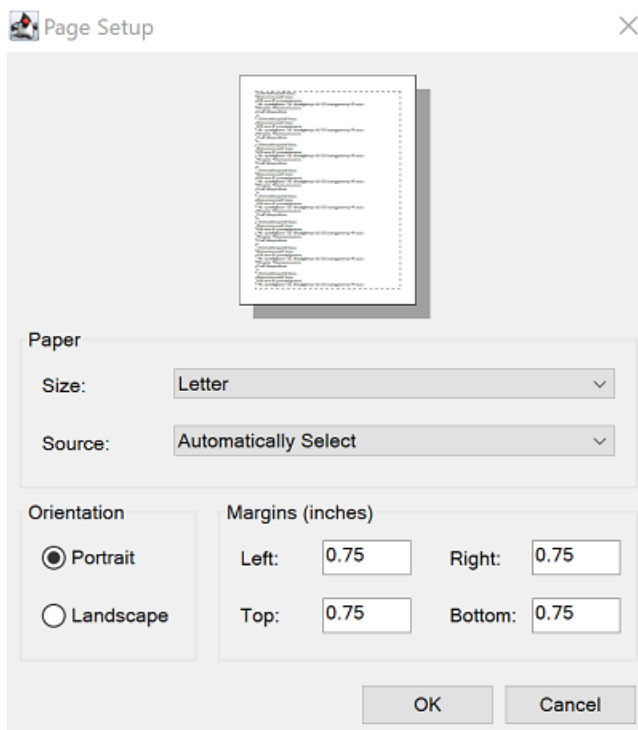 Page Setup
Paper
Size: Letter
Source: Automatically Select
Orientation
Portrait
Landscape
Margins (inches)
Left: 0.75 Right: 0.75
Top: 0.75 Bottom: 0.75
OK Cancel